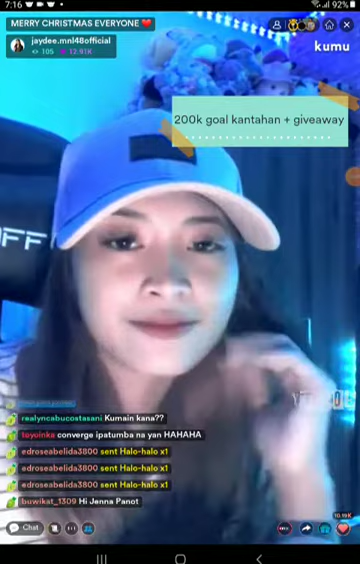 7:16
92%
MERRY CHRISTMAS EVERYONE ❤️
jaydee.mnl48official
105 12.91K
kumu
200k goal kantahan + giveaway
OFF
realyncabucostasani Kumain kana??
toyoinka converge ipatumba na yan HAHAHA
edroseabelida3800 sent Halo-halo x1
edroseabelida3800 sent Halo-halo x1
edroseabelida3800 sent Halo-halo x1
buwikat_1309 Hi Jenna Panot
10.19K
Chat